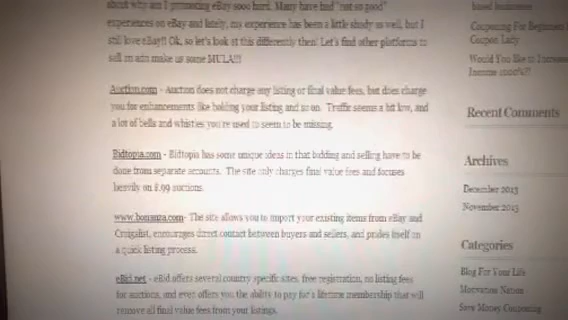 about why am I promoting eBay sooo hard. Many have had "not so good"
experiences on eBay and lately, my experience has been a little shady as well, but I
still love eBay!! Ok, so let's look at this differently then! Let's find other platforms to
sell on and make us some MULA!!!
Auction.com - Auction does not charge any listing or final value fees, but does charge
you for enhancements like bolding your listing and so on. Traffic seems a bit low, and
a lot of bells and whistles you're used to seem to be missing.
Bidtopia.com - Bidtopia has some unique ideas in that bidding and selling have to be
done from separate accounts. The site only charges final value fees and focuses
heavily on $.99 auctions.
www.bonanza.com- The site allows you to import your existing items from eBay and
Craigslist, encourages direct contact between buyers and sellers, and prides itself on
a quick listing process.
eBid.net - eBid offers several country specific sites, free registration, no listing fees
for auctions, and even offers you the ability to pay for a lifetime membership that will
remove all final value fees from your listings.
based businesses
Couponing For Beginners
Coupon Lady
Would You like to Increase
Income 1000%??
Recent Comments
Archives
December 2013
November 2013
Categories
Blog For Your Life
Motivation Nation
Save Money Couponing